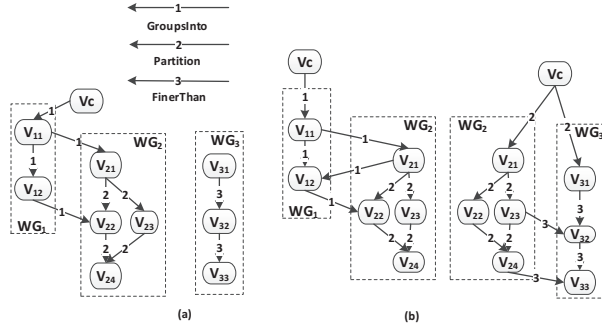 1
GroupsInto
2
Partition
3
FinerThan
Vc
1
V11
WG2
WG3
1
1
V21
V31
V12
2
2
3
1
V22
V23
V32
WG1
2
2
3
V24
V33
(a)
Vc
1
V11
WG2
1
1
V21
1
V12
2
2
1
V22
V23
WG1
2
2
V24
Vc
2
2
WG2
WG3
V21
V31
2
2
3
V22
V23
3
V32
2
2
3
V24
3
V33
(b)